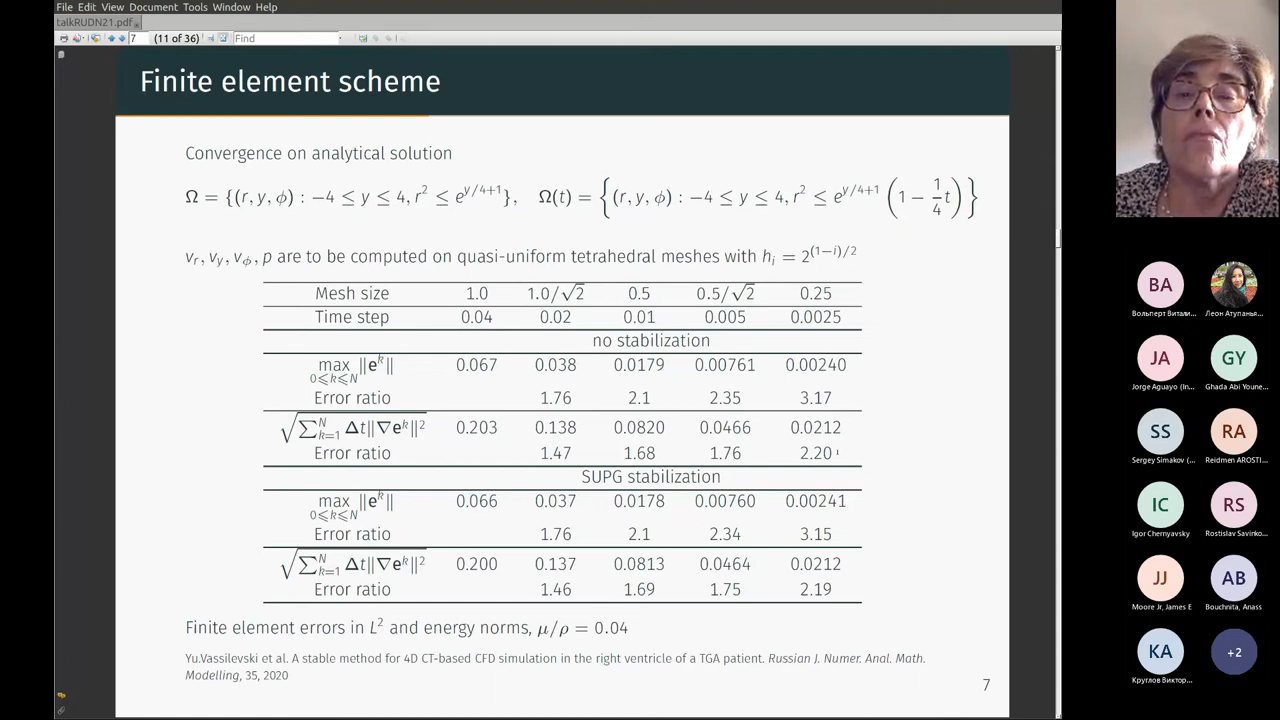 File Edit View Document Tools Window Help
talkRUDN21.pdf
7 (11 of 36) Find
Finite element scheme
Convergence on analytical solution
Ω = {(r, y, ϕ) : −4 ≤ y ≤ 4, r² ≤ e^{y/4+1}}, Ω(t) = {(r, y, ϕ) : −4 ≤ y ≤ 4, r² ≤ e^{y/4+1} (1 − 1/4 t)}
v_r, v_y, v_ϕ, p are to be computed on quasi-uniform tetrahedral meshes with h_i = 2^{(1−i)/2}
Mesh size 1.0 1.0/√2 0.5 0.5/√2 0.25
Time step 0.04 0.02 0.01 0.005 0.0025
no stabilization
max_{0⩽k⩽N} ‖e^k‖ 0.067 0.038 0.0179 0.00761 0.00240
Error ratio 1.76 2.1 2.35 3.17
√(∑_{k=1}^N Δt‖∇e^k‖²) 0.203 0.138 0.0820 0.0466 0.0212
Error ratio 1.47 1.68 1.76 2.20
SUPG stabilization
max_{0⩽k⩽N} ‖e^k‖ 0.066 0.037 0.0178 0.00760 0.00241
Error ratio 1.76 2.1 2.34 3.15
√(∑_{k=1}^N Δt‖∇e^k‖²) 0.200 0.137 0.0813 0.0464 0.0212
Error ratio 1.46 1.69 1.75 2.19
Finite element errors in L² and energy norms, μ/ρ = 0.04
Yu.Vassilevski et al. A stable method for 4D CT-based CFD simulation in the right ventricle of a TGA patient. Russian J. Numer. Anal. Math.
Modelling, 35, 2020
7
BA
Вольперт Витали... Леон Атупанья...
JA GY
Jorge Aguayo (In... Ghada Abi Youne...
SS RA
Sergey Simakov (... Reidmen AROSTI...
IC RS
Igor Chernyavsky Rostislav Savinko...
JJ AB
Moore Jr, James E Bouchnita, Anass
KA +2
Круглов Виктор...